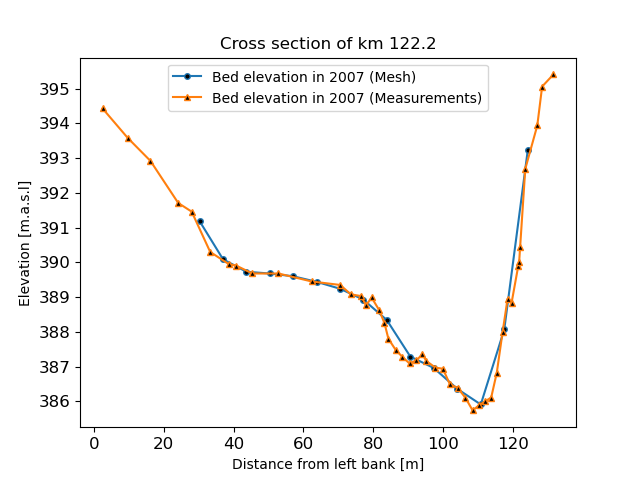 Cross section of km 122.2
Bed elevation in 2007 (Mesh)
Bed elevation in 2007 (Measurements)
Elevation [m.a.s.l]
395
394
393
392
391
390
389
388
387
386
0 20 40 60 80 100 120
Distance from left bank [m]